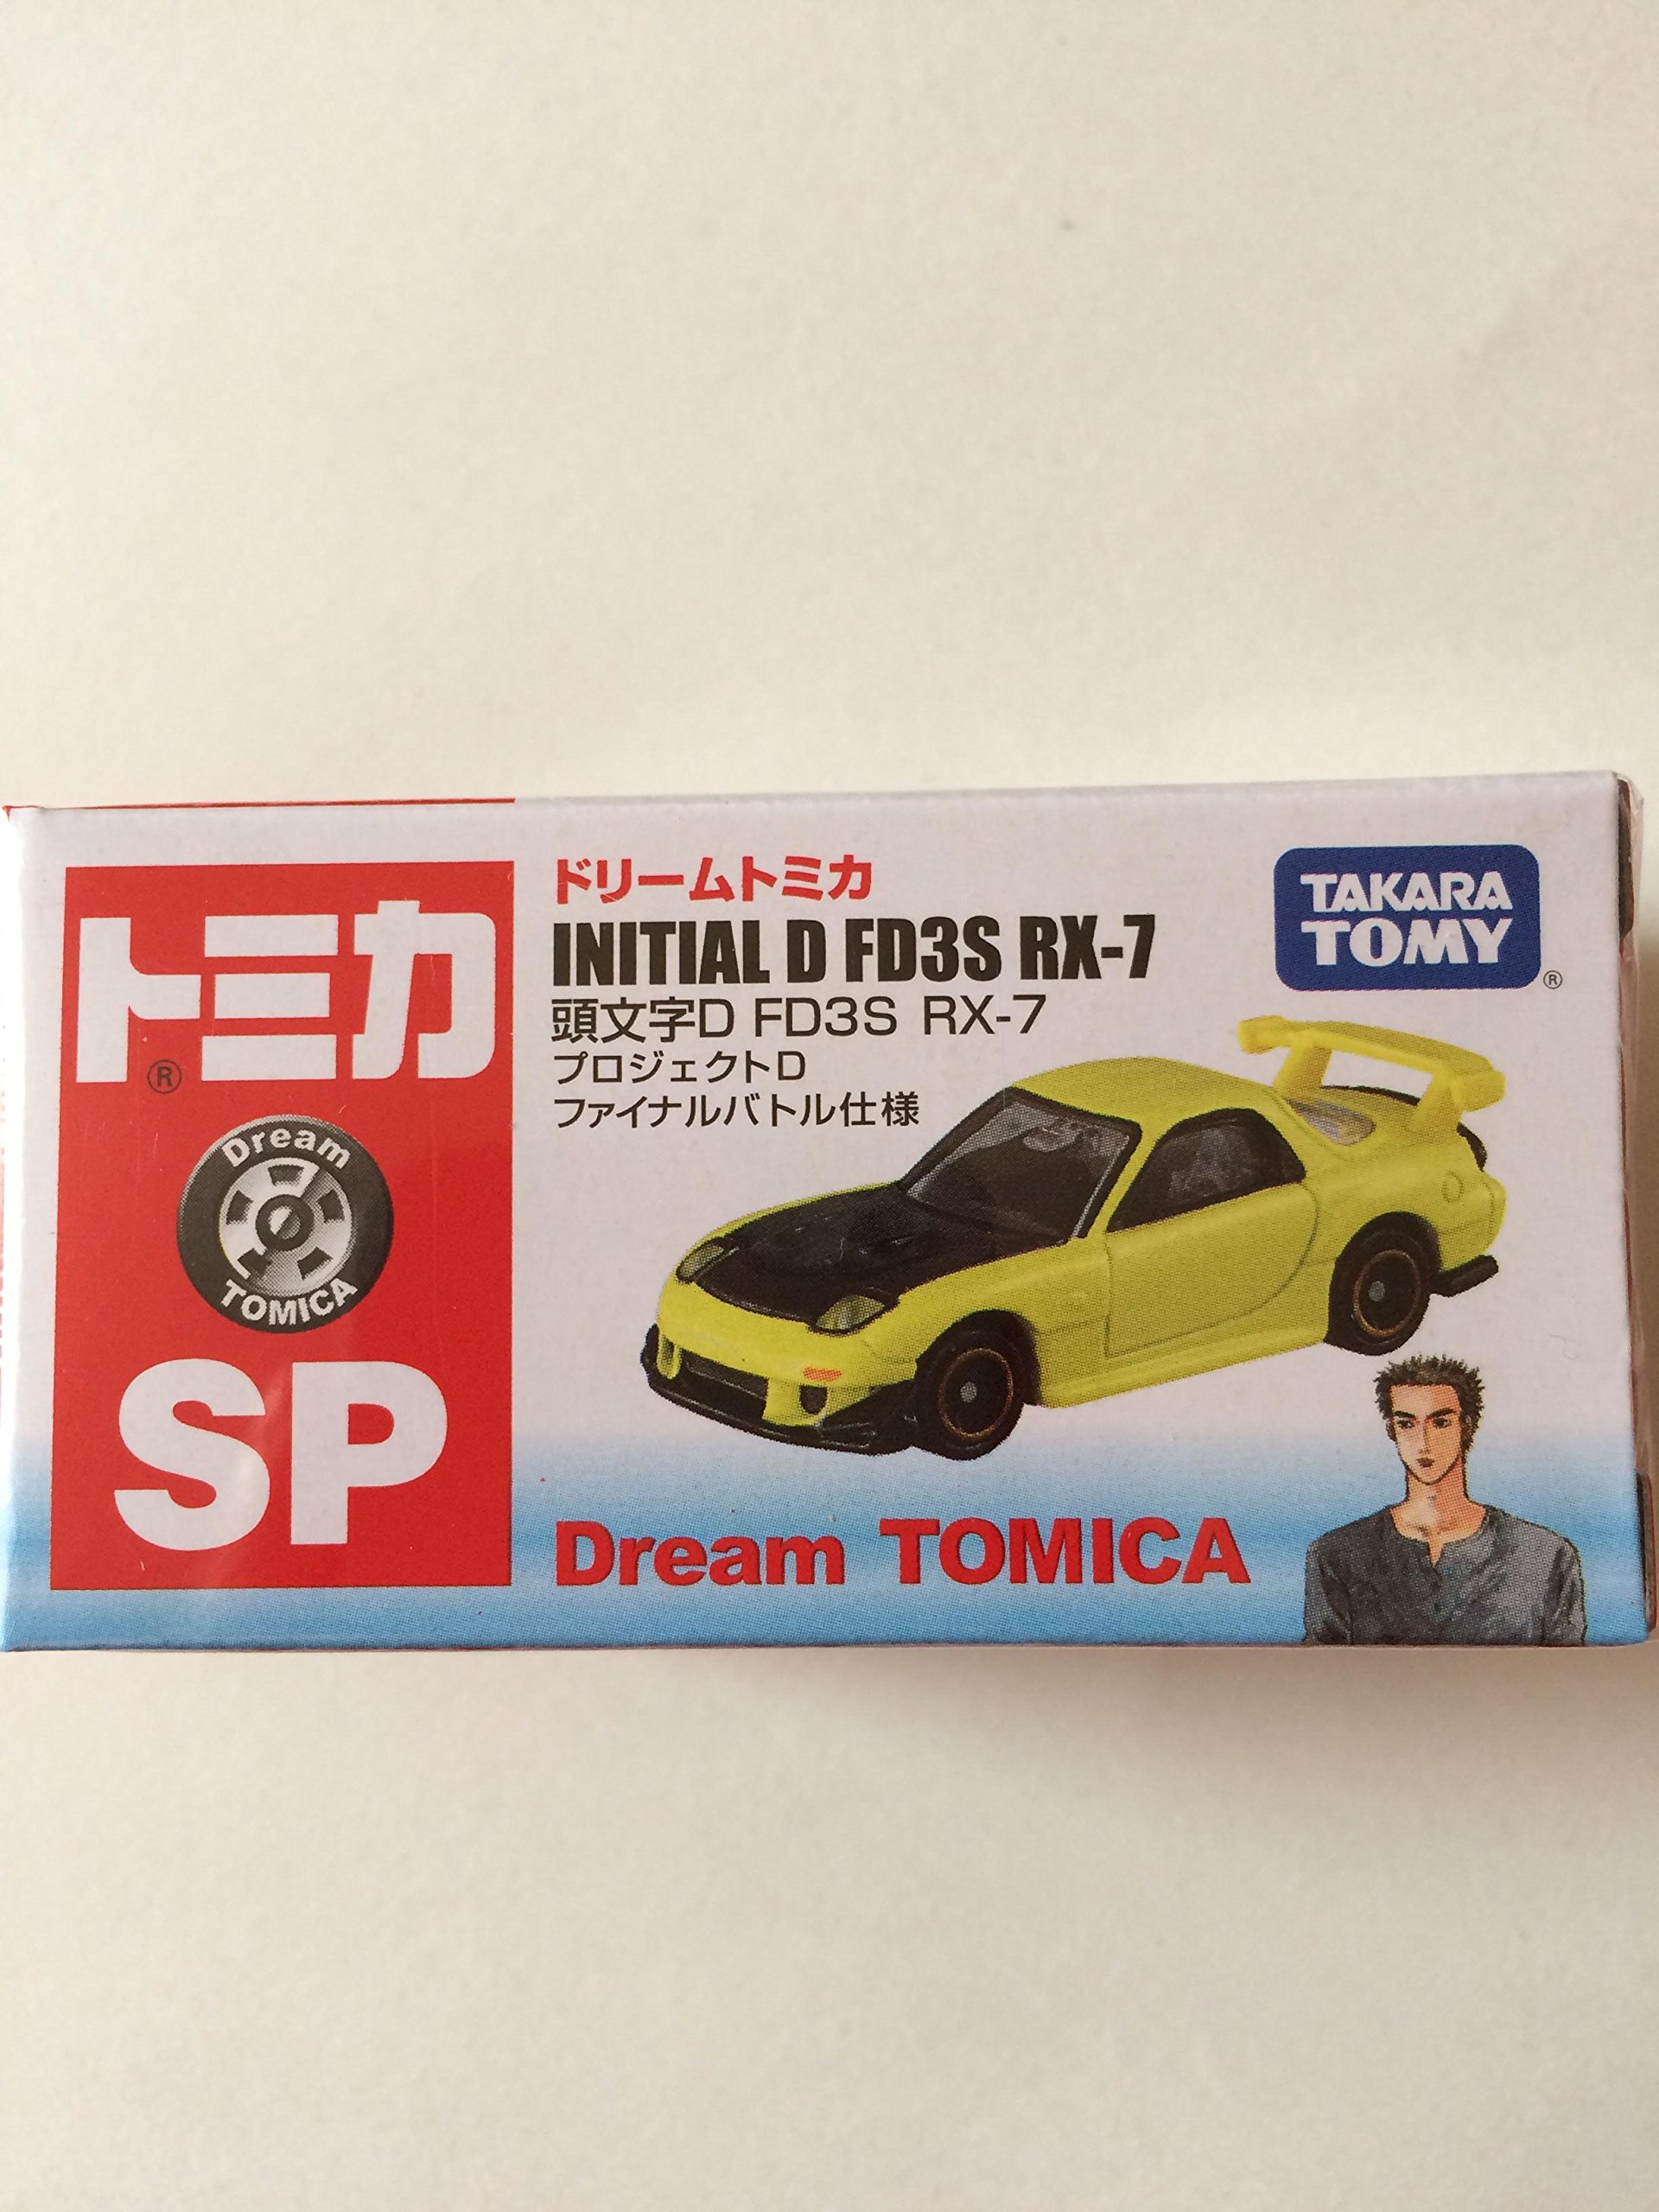 トミカ
®
Dream
TOMICA
SP
ドリームトミカ
INITIAL D FD3S RX-7
頭文字D FD3S RX-7
プロジェクトD
ファイナルバトル仕様
TAKARA
TOMY
®
Dream TOMICA